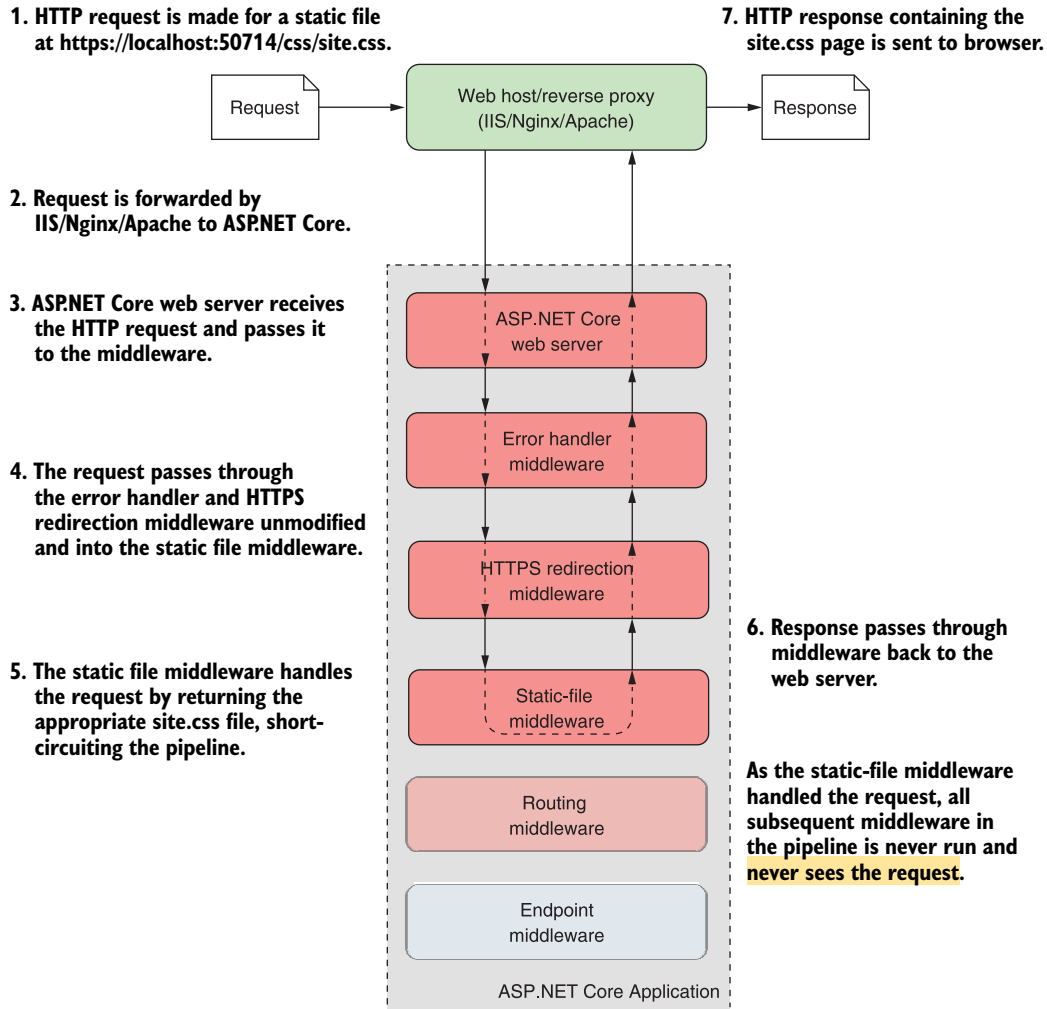 1. HTTP request is made for a static file
at https://localhost:50714/css/site.css.
7. HTTP response containing the
site.css page is sent to browser.
Request
Web host/reverse proxy
(IIS/Nginx/Apache)
Response
2. Request is forwarded by
IIS/Nginx/Apache to ASP.NET Core.
3. ASP.NET Core web server receives
the HTTP request and passes it
to the middleware.
ASP.NET Core
web server
Error handler
middleware
4. The request passes through
the error handler and HTTPS
redirection middleware unmodified
and into the static file middleware.
HTTPS redirection
middleware
6. Response passes through
middleware back to the
web server.
5. The static file middleware handles
the request by returning the
appropriate site.css file, short-
circuiting the pipeline.
Static-file
middleware
As the static-file middleware
handled the request, all
subsequent middleware in
the pipeline is never run and
never sees the request.
Routing
middleware
Endpoint
middleware
ASP.NET Core Application